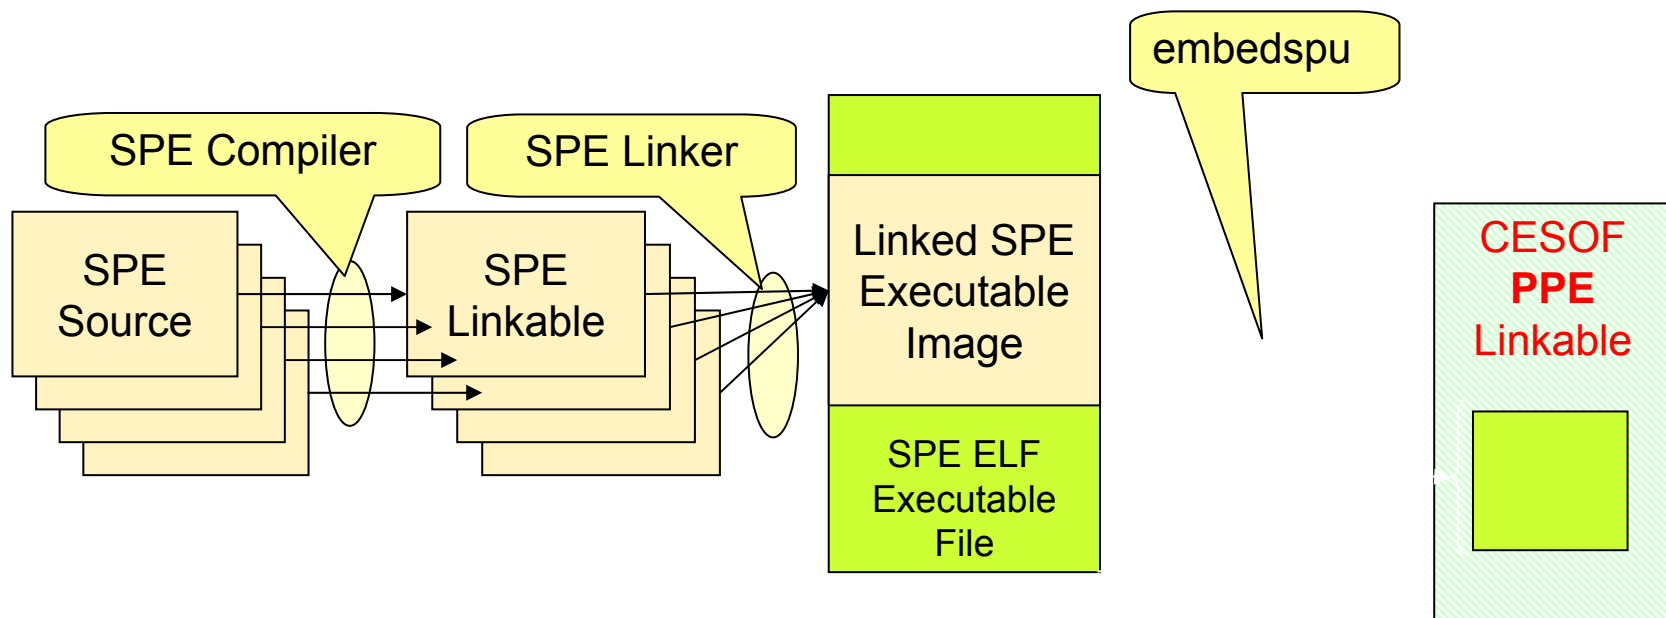 embedspu
SPE Compiler
SPE Linker
SPE
Source
SPE
Linkable
Linked SPE
Executable
Image
SPE ELF
Executable
File
CESOF
PPE
Linkable